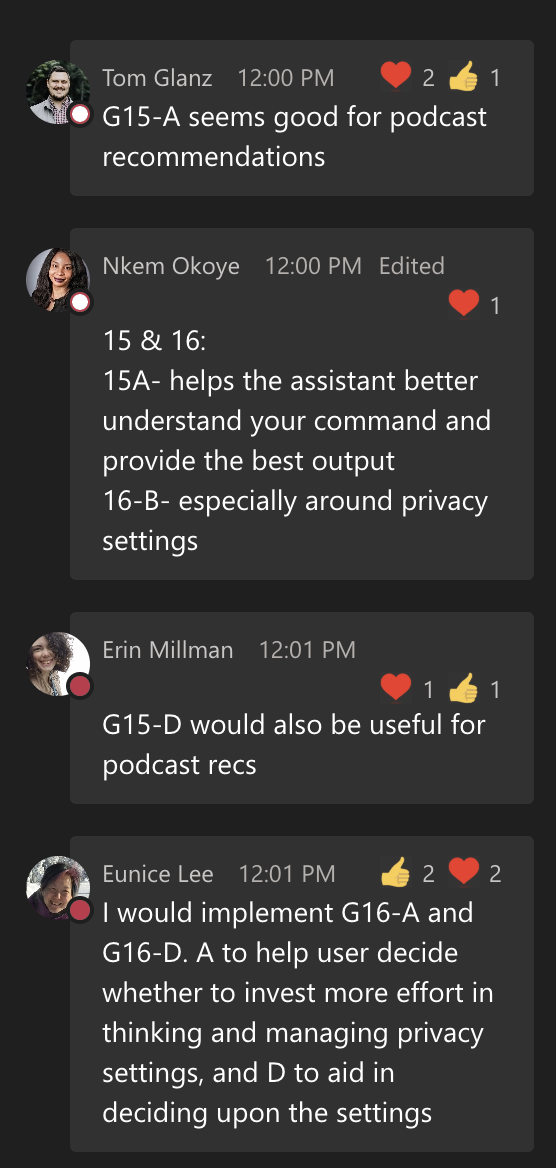 Tom Glanz 12:00 PM ❤️ 2 👍 1
G15-A seems good for podcast
recommendations
Nkem Okoye 12:00 PM Edited
❤️ 1
15 & 16:
15A- helps the assistant better
understand your command and
provide the best output
16-B- especially around privacy
settings
Erin Millman 12:01 PM
❤️ 1 👍 1
G15-D would also be useful for
podcast recs
Eunice Lee 12:01 PM 👍 2 ❤️ 2
I would implement G16-A and
G16-D. A to help user decide
whether to invest more effort in
thinking and managing privacy
settings, and D to aid in
deciding upon the settings